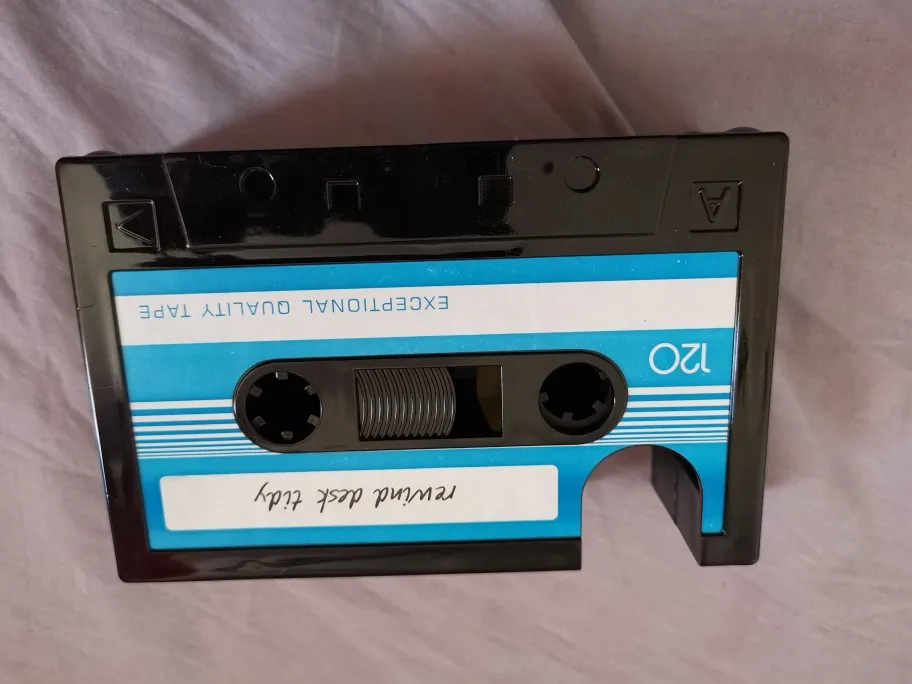 rewind desk tidy
120
EXCEPTIONAL QUALITY TAPE
A